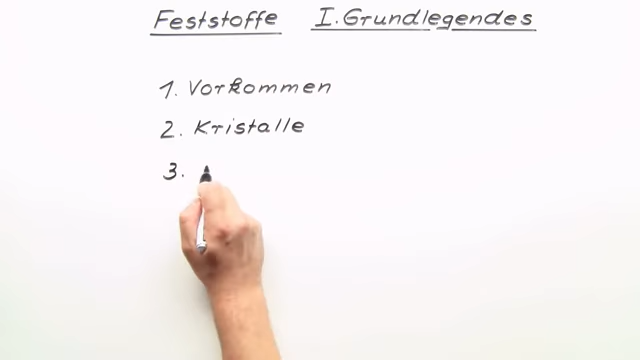 Feststoffe I. Grundlegendes
1. Vorkommen
2. Kristalle
3.